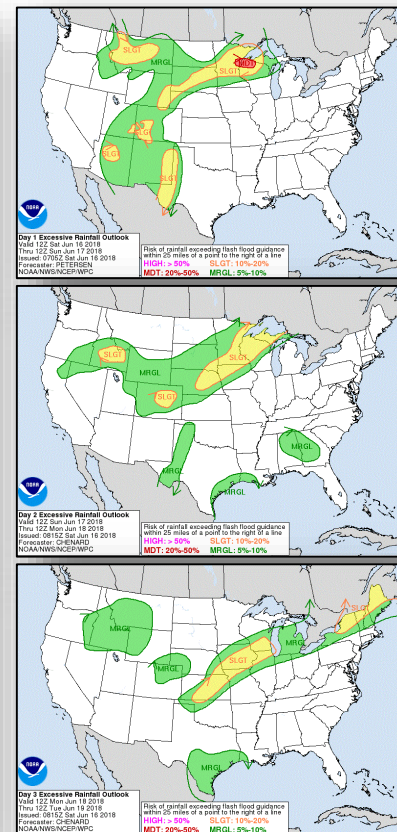 SLGT
MRGL
SLGT
MDT
SLGT
SLGT
SLGT
NOAA
Day 1 Excessive Rainfall Outlook
Valid 12Z Sat Jun 16 2018
Thru 12Z Sun Jun 17 2018
Issued: 0705Z Sat Jun 16 2018
Forecaster: PETERSEN
NOAA/NWS/NCEP/WPC
Risk of rainfall exceeding flash flood guidance
within 25 miles of a point to the right of a line
HIGH: > 50% SLGT: 10%-20%
MDT: 20%-50% MRGL: 5%-10%
SLGT
SLGT
MRGL
SLGT
MRGL
MRGL
MRGL
NOAA
Day 2 Excessive Rainfall Outlook
Valid 12Z Sun Jun 17 2018
Thru 12Z Mon Jun 18 2018
Issued: 0815Z Sat Jun 16 2018
Forecaster: CHENARD
NOAA/NWS/NCEP/WPC
Risk of rainfall exceeding flash flood guidance
within 25 miles of a point to the right of a line
HIGH: > 50% SLGT: 10%-20%
MDT: 20%-50% MRGL: 5%-10%
SLGT
MRGL
MRGL
SLGT
MRGL
MRGL
NOAA
Day 3 Excessive Rainfall Outlook
Valid 12Z Mon Jun 18 2018
Thru 12Z Tue Jun 19 2018
Issued: 0815Z Sat Jun 16 2018
Forecaster: CHENARD
NOAA/NWS/NCEP/WPC
Risk of rainfall exceeding flash flood guidance
within 25 miles of a point to the right of a line
HIGH: > 50% SLGT: 10%-20%
MDT: 20%-50% MRGL: 5%-10%